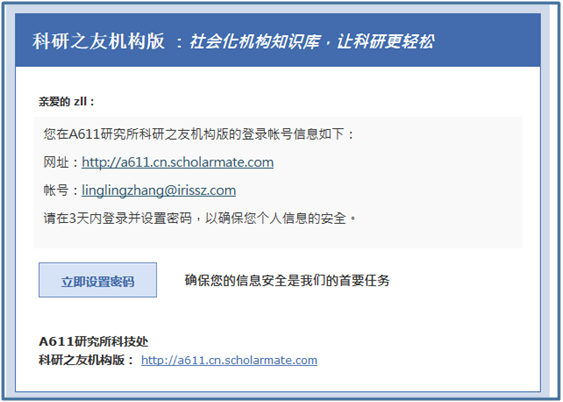 科研之友机构版 ：社会化机构知识库，让科研更轻松
亲爱的 zll：
您在A611研究所科研之友机构版的登录帐号信息如下：
网址：http://a611.cn.scholarmate.com
帐号：linglingzhang@irissz.com
请在3天内登录并设置密码，以确保您个人信息的安全。
立即设置密码 确保您的信息安全是我们的首要任务
A611研究所科技处
科研之友机构版： http://a611.cn.scholarmate.com